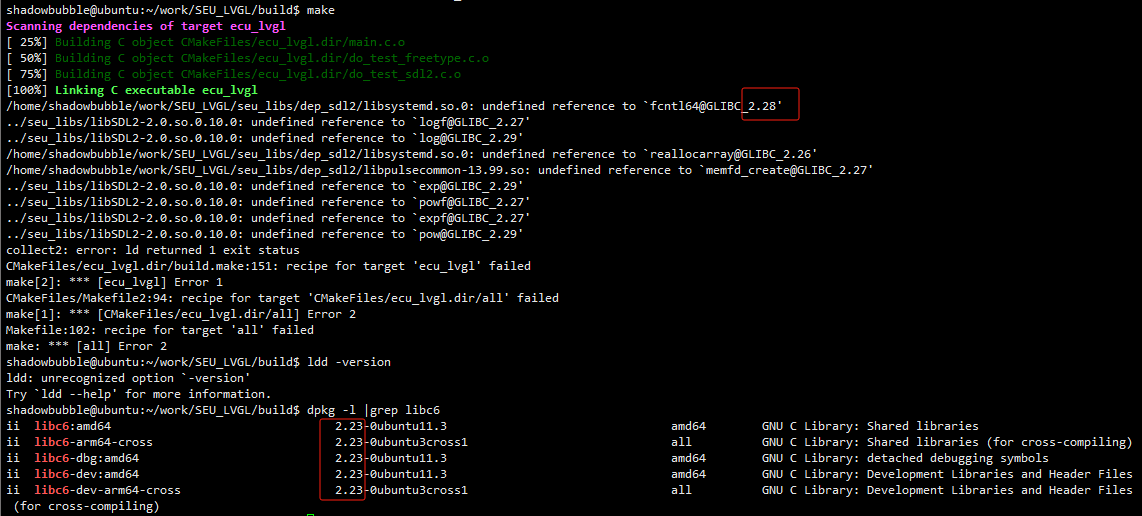 shadowbubble@ubuntu:~/work/SEU_LVGL/build$ make
Scanning dependencies of target ecu_lvgl
[ 25%] Building C object CMakeFiles/ecu_lvgl.dir/main.c.o
[ 50%] Building C object CMakeFiles/ecu_lvgl.dir/do_test_freetype.c.o
[ 75%] Building C object CMakeFiles/ecu_lvgl.dir/do_test_sdl2.c.o
[100%] Linking C executable ecu_lvgl
/home/shadowbubble/work/SEU_LVGL/seu_libs/dep_sdl2/libsystemd.so.0: undefined reference to `fcntl64@GLIBC_2.28'
../seu_libs/libSDL2-2.0.so.0.10.0: undefined reference to `logf@GLIBC_2.27'
../seu_libs/libSDL2-2.0.so.0.10.0: undefined reference to `log@GLIBC_2.29'
/home/shadowbubble/work/SEU_LVGL/seu_libs/dep_sdl2/libsystemd.so.0: undefined reference to `reallocarray@GLIBC_2.26'
/home/shadowbubble/work/SEU_LVGL/seu_libs/dep_sdl2/libpulsecommon-13.99.so: undefined reference to `memfd_create@GLIBC_2.27'
../seu_libs/libSDL2-2.0.so.0.10.0: undefined reference to `exp@GLIBC_2.29'
../seu_libs/libSDL2-2.0.so.0.10.0: undefined reference to `powf@GLIBC_2.27'
../seu_libs/libSDL2-2.0.so.0.10.0: undefined reference to `expf@GLIBC_2.27'
../seu_libs/libSDL2-2.0.so.0.10.0: undefined reference to `pow@GLIBC_2.29'
collect2: error: ld returned 1 exit status
CMakeFiles/ecu_lvgl.dir/build.make:151: recipe for target 'ecu_lvgl' failed
make[2]: *** [ecu_lvgl] Error 1
CMakeFiles/Makefile2:94: recipe for target 'CMakeFiles/ecu_lvgl.dir/all' failed
make[1]: *** [CMakeFiles/ecu_lvgl.dir/all] Error 2
Makefile:102: recipe for target 'all' failed
make: *** [all] Error 2
shadowbubble@ubuntu:~/work/SEU_LVGL/build$ ldd -version
ldd: unrecognized option `-version'
Try `ldd --help' for more information.
shadowbubble@ubuntu:~/work/SEU_LVGL/build$ dpkg -l |grep libc6
ii  libc6:amd64 2.23-0ubuntu11.3 amd64 GNU C Library: Shared libraries
ii  libc6-arm64-cross 2.23-0ubuntu3cross1 all GNU C Library: Shared libraries (for cross-compiling)
ii  libc6-dbg:amd64 2.23-0ubuntu11.3 amd64 GNU C Library: detached debugging symbols
ii  libc6-dev:amd64 2.23-0ubuntu11.3 amd64 GNU C Library: Development Libraries and Header Files
ii  libc6-dev-arm64-cross 2.23-0ubuntu3cross1 all GNU C Library: Development Libraries and Header Files
(for cross-compiling)